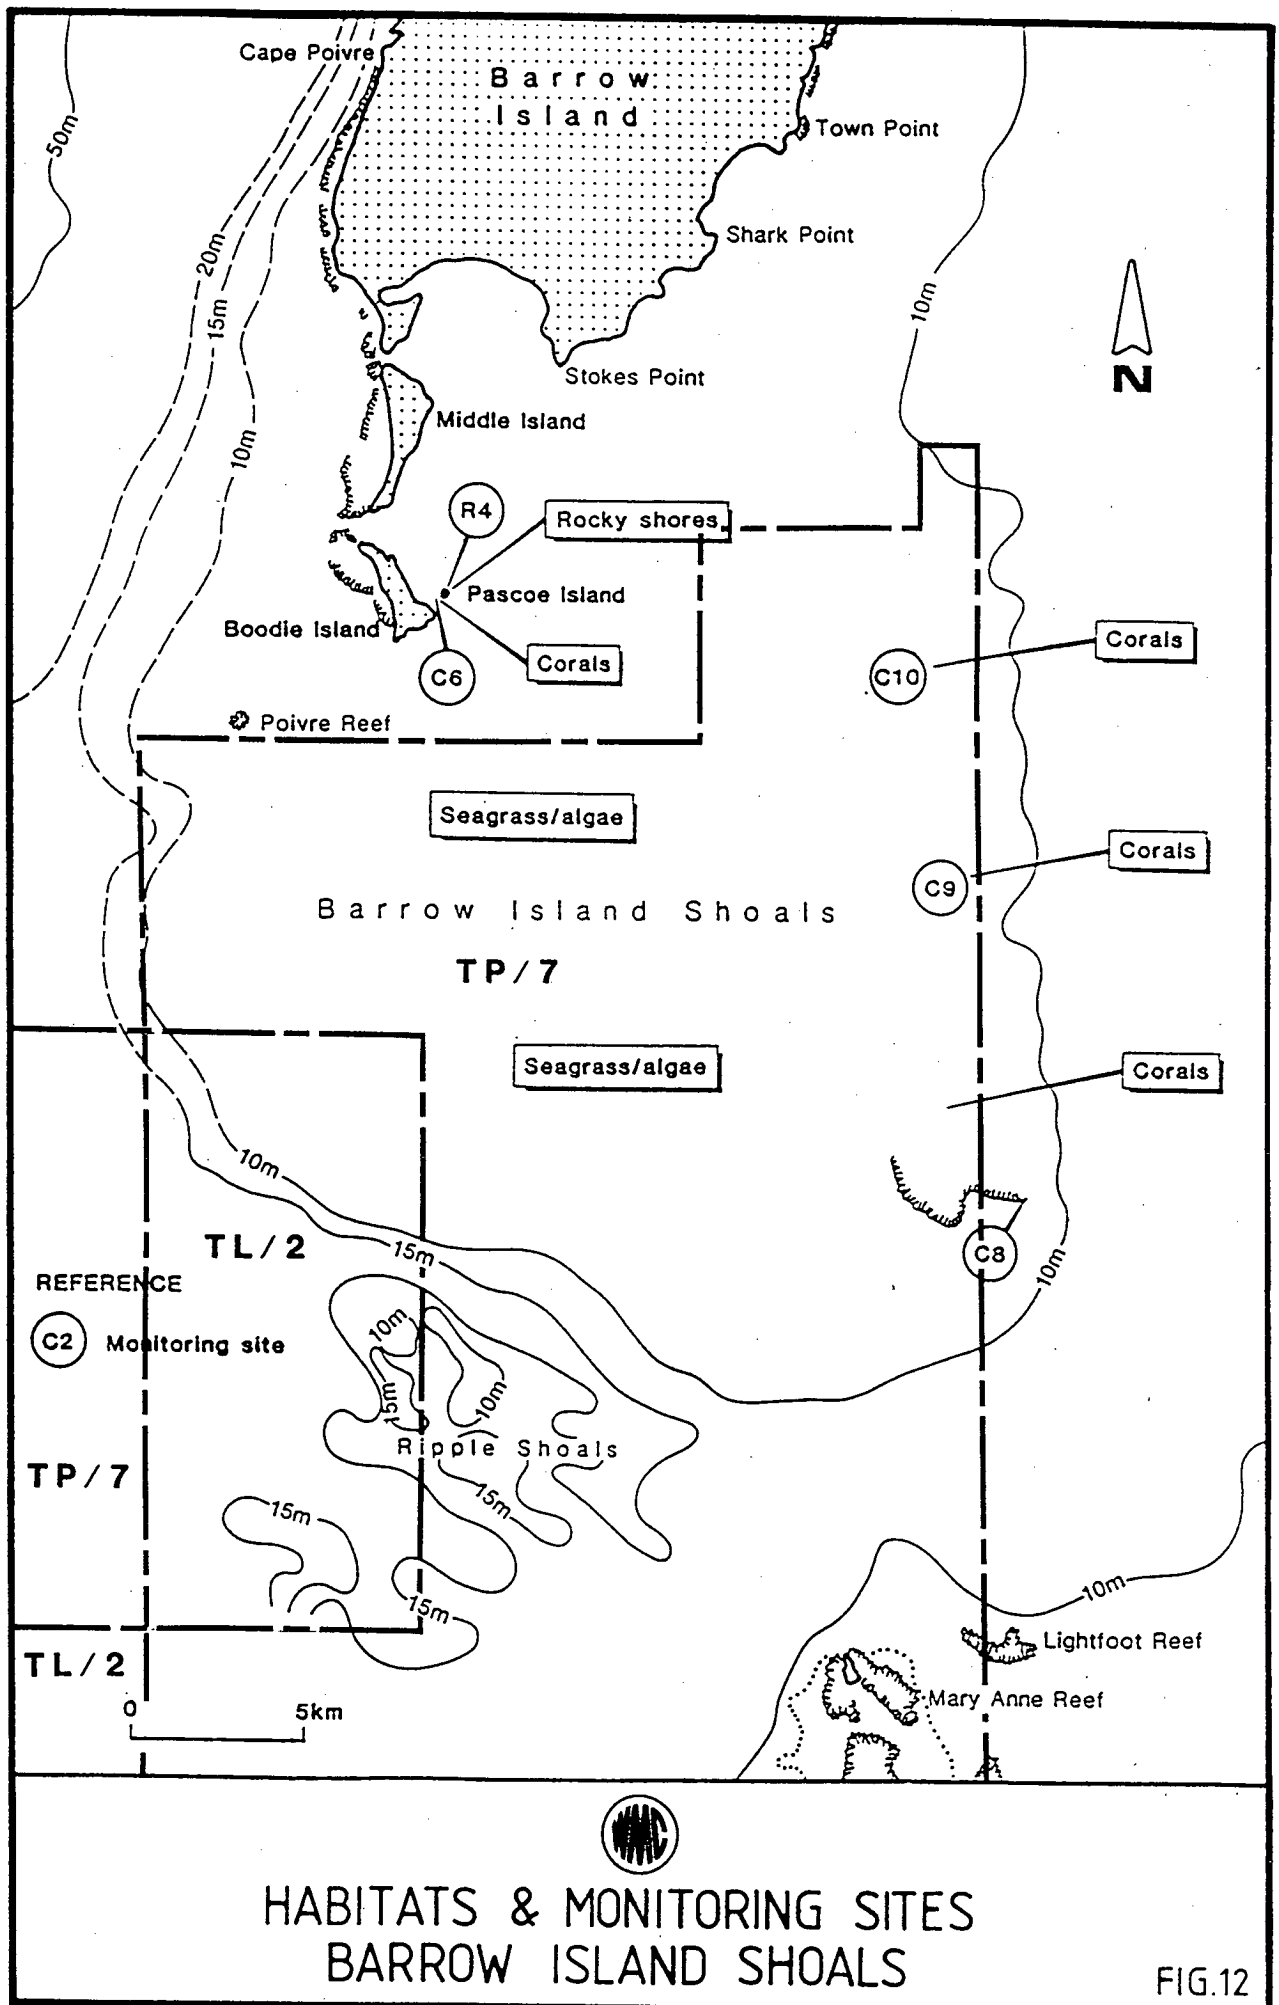 Cape Poivre
Barrow
Island
Town Point
50m
Shark Point
20m
15m
10m
10m
N
Stokes Point
Middle Island
10m
R4
Rocky shores
Pascoe Island
Boodie Island
Corals
C6
Corals
C10
Poivre Reef
Seagrass/algae
Corals
C9
Barrow Island Shoals
TP/7
Seagrass/algae
Corals
10m
TL/2
15m
C8
10m
REFERENCE
C2 Monitoring site
10m
15m
10m
Ripple Shoals
TP/7
15m
15m
10m
15m
Lightfoot Reef
TL/2
Mary Anne Reef
0 5km
WMC
HABITATS & MONITORING SITES
BARROW ISLAND SHOALS
FIG.12